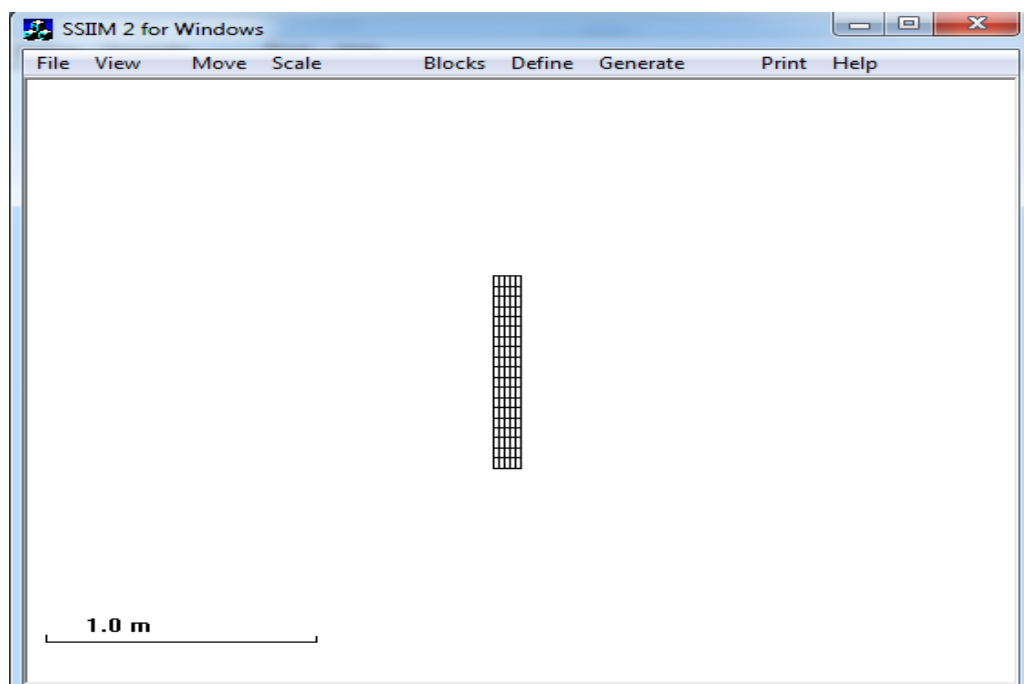 SSIIM 2 for Windows
File View Move Scale Blocks Define Generate Print Help
1.0 m